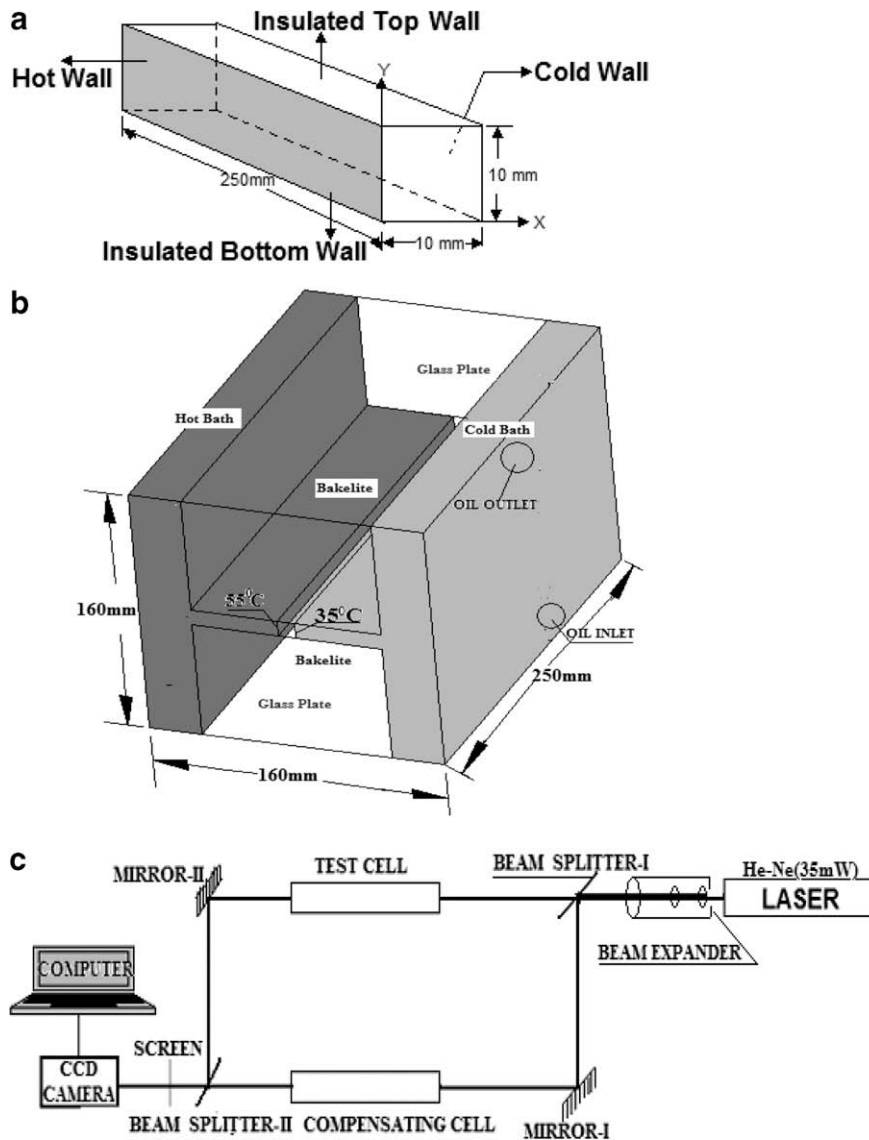 a
Insulated Top Wall
Hot Wall
Y
Cold Wall
250mm
10 mm
X
Insulated Bottom Wall
10 mm
b
Glass Plate
Hot Bath
Cold Bath
Bakelite
OIL OUTLET
160mm
55⁰C
35⁰C
OIL INLET
Bakelite
250mm
Glass Plate
160mm
c
MIRROR-II
TEST CELL
BEAM SPLITTER-I
He-Ne(35mW)
LASER
BEAM EXPANDER
COMPUTER
SCREEN
CCD
CAMERA
BEAM SPLITTER-II COMPENSATING CELL
MIRROR-I